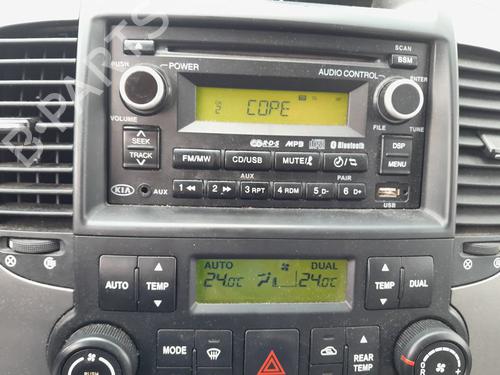 SCAN
BSM
PUSH POWER AUDIO CONTROL ENTER
2 COPE
VOLUME FILE TUNE
R·D·S MP3 Bluetooth
SEEK
TRACK
DSP
MENU
FM/MW CD/USB MUTE/
AUX PAIR
KIA AUX 1 ◀◀ 2 ▶▶ 3 RPT 4 RDM 5 D- 6 D+
USB
AUTO DUAL
24.0C 24.0C
AUTO TEMP TEMP DUAL
MODE REAR TEMP
PUSH
B-PARTS